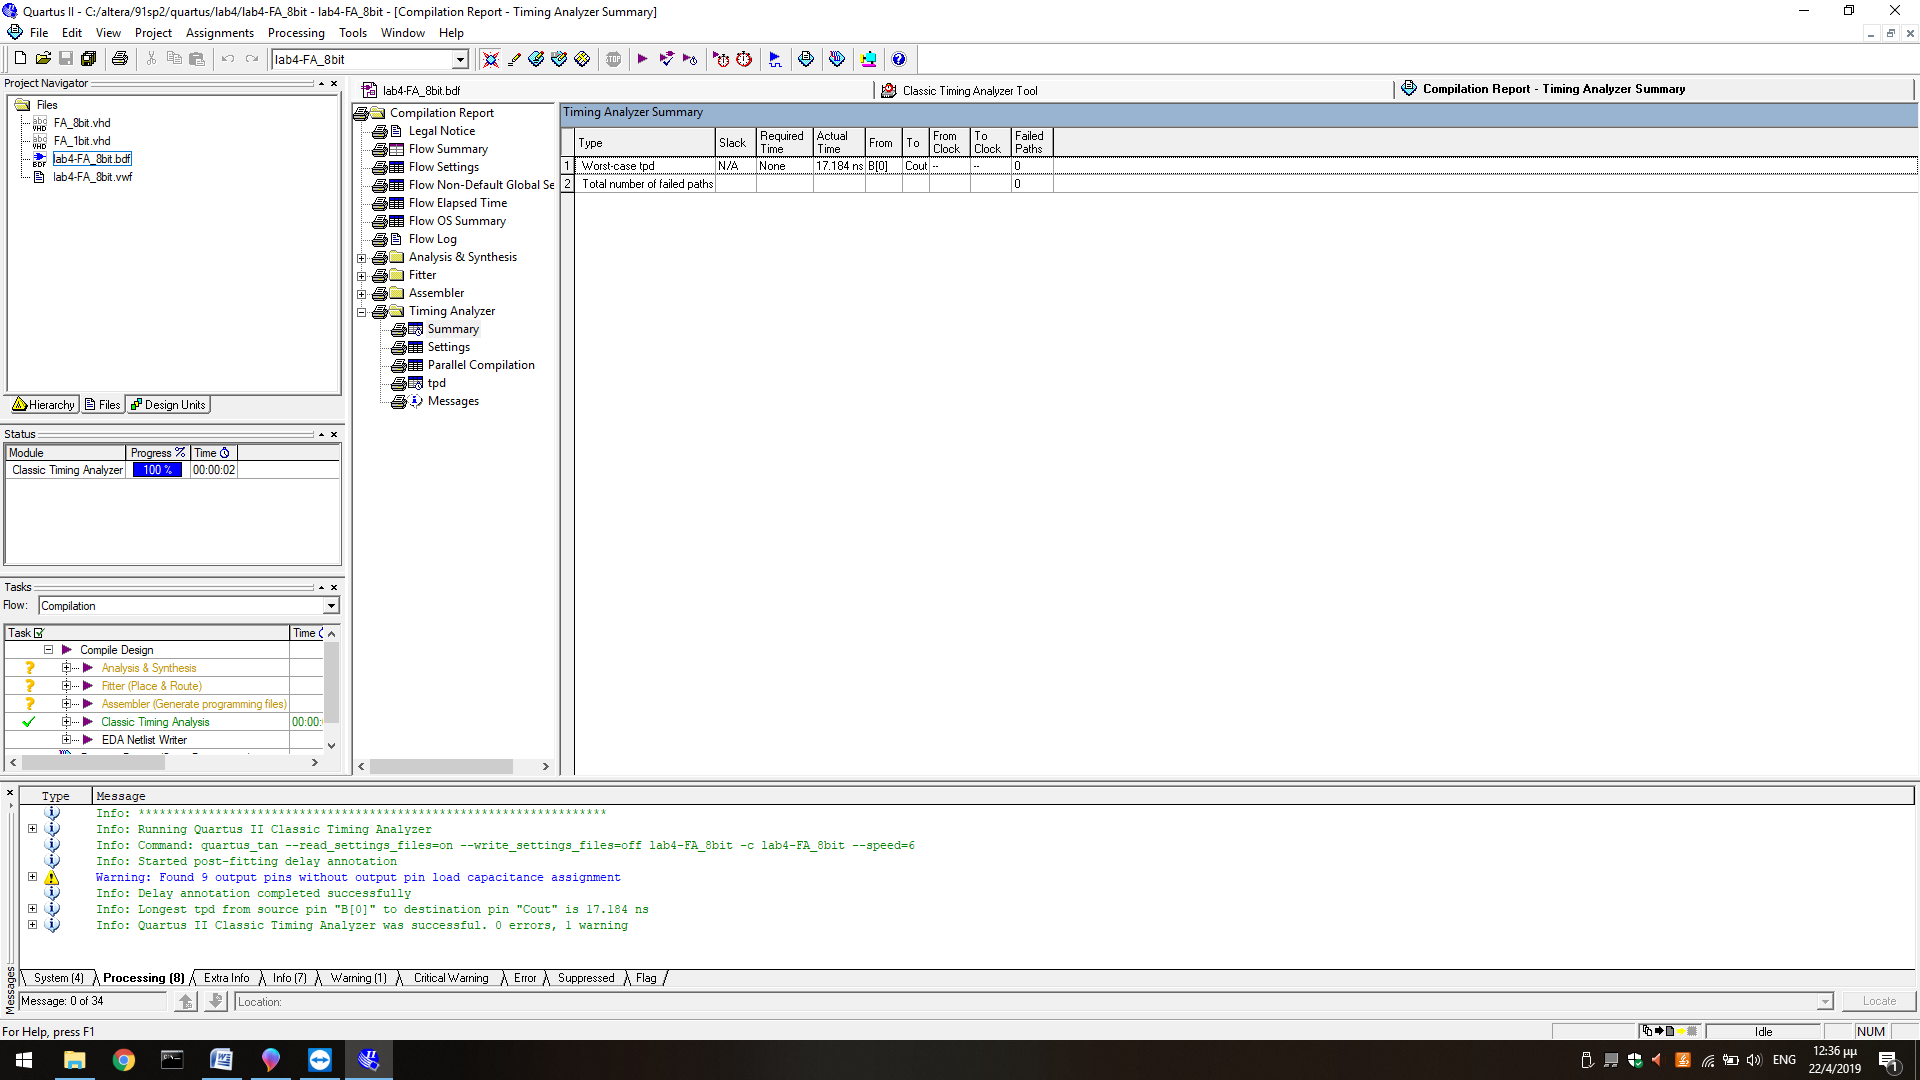 Quartus II - C:/altera/91sp2/quartus/lab4/lab4-FA_8bit - lab4-FA_8bit - [Compilation Report - Timing Analyzer Summary]
File Edit View Project Assignments Processing Tools Window Help
lab4-FA_8bit
Project Navigator
Files
FA_8bit.vhd
FA_1bit.vhd
lab4-FA_8bit.bdf
lab4-FA_8bit.vwf
Hierarchy Files Design Units
Status
Module Progress % Time
Classic Timing Analyzer 100 % 00:00:02
Tasks
Flow: Compilation
Task Time
Compile Design
Analysis & Synthesis
Fitter (Place & Route)
Assembler (Generate programming files)
Classic Timing Analysis 00:00:
EDA Netlist Writer
lab4-FA_8bit.bdf
Classic Timing Analyzer Tool
Compilation Report - Timing Analyzer Summary
Compilation Report
Legal Notice
Flow Summary
Flow Settings
Flow Non-Default Global Se
Flow Elapsed Time
Flow OS Summary
Flow Log
Analysis & Synthesis
Fitter
Assembler
Timing Analyzer
Summary
Settings
Parallel Compilation
tpd
Messages
Timing Analyzer Summary
Type Slack Required Time Actual Time From To From Clock To Clock Failed Paths
1 Worst-case tpd N/A None 17.184 ns B[0] Cout -- -- 0
2 Total number of failed paths 0
Type Message
Info: *******************************************************************
Info: Running Quartus II Classic Timing Analyzer
Info: Command: quartus_tan --read_settings_files=on --write_settings_files=off lab4-FA_8bit -c lab4-FA_8bit --speed=6
Info: Started post-fitting delay annotation
Warning: Found 9 output pins without output pin load capacitance assignment
Info: Delay annotation completed successfully
Info: Longest tpd from source pin "B[0]" to destination pin "Cout" is 17.184 ns
Info: Quartus II Classic Timing Analyzer was successful. 0 errors, 1 warning
System (4) Processing (8) Extra Info Info (7) Warning (1) Critical Warning Error Suppressed Flag
Messages
Message: 0 of 34 Location: Locate
For Help, press F1 Idle NUM
ENG
12:36 μμ
22/4/2019
1